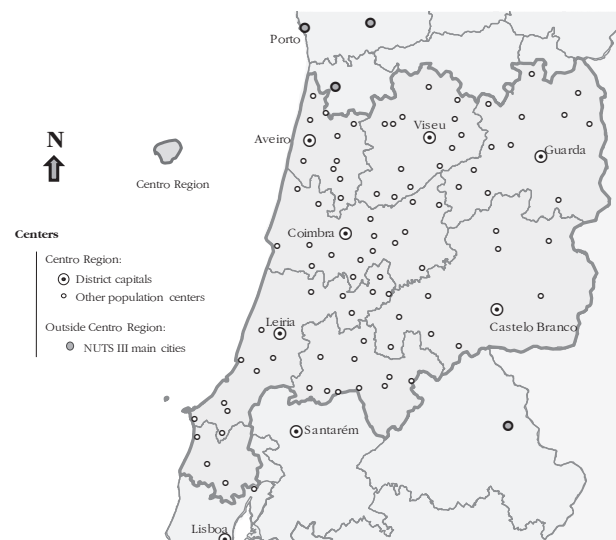 Porto
N
Viseu
Aveiro
Guarda
Centro Region
Coimbra
Centers
Centro Region:
District capitals
Other population centers
Leiria
Castelo Branco
Outside Centro Region:
NUTS III main cities
Santarém
Lisboa